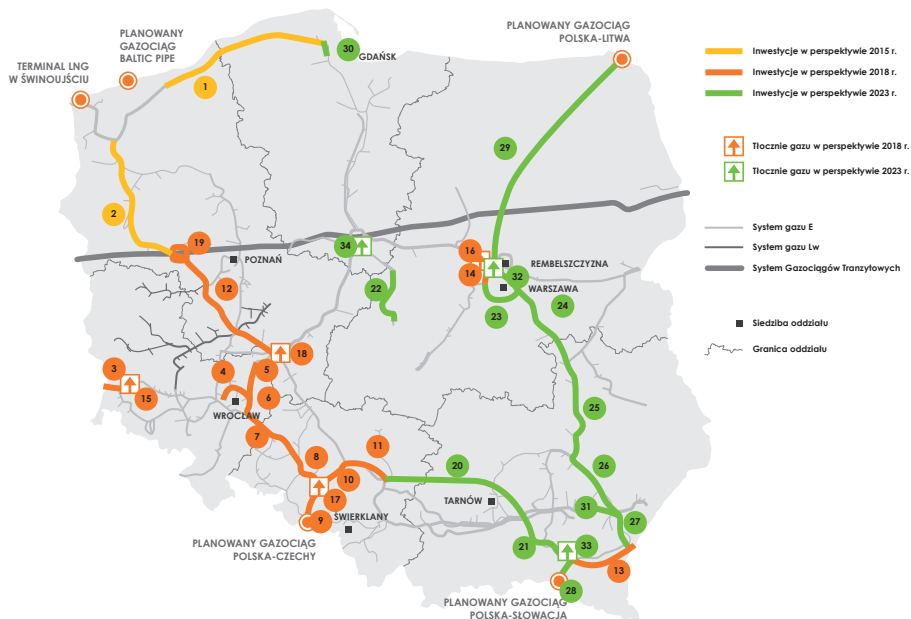 PLANOWANY GAZOCIĄG
POLSKA-LITWA
PLANOWANY
GAZOCIĄG
BALTIC PIPE
TERMINAL LNG
W ŚWINOUJŚCIU
30
GDAŃSK
1
29
2
19
POZNAŃ
12
34
22
16
14
REMBELSZCZYZNA
32
WARSZAWA
23
24
18
3
15
4
5
6
WROCŁAW
7
8
11
10
17
9
ŚWIERKLANY
PLANOWANY GAZOCIĄG
POLSKA-CZECHY
20
TARNÓW
25
26
31
27
21
33
13
28
PLANOWANY GAZOCIĄG
POLSKA-SŁOWACJA
Inwestycje w perspektywie 2015 r.
Inwestycje w perspektywie 2018 r.
Inwestycje w perspektywie 2023 r.
Tłocznie gazu w perspektywie 2018 r.
Tłocznie gazu w perspektywie 2023 r.
System gazu E
System gazu Lw
System Gazociągów Tranzytowych
Siedziba oddziału
Granica oddziału